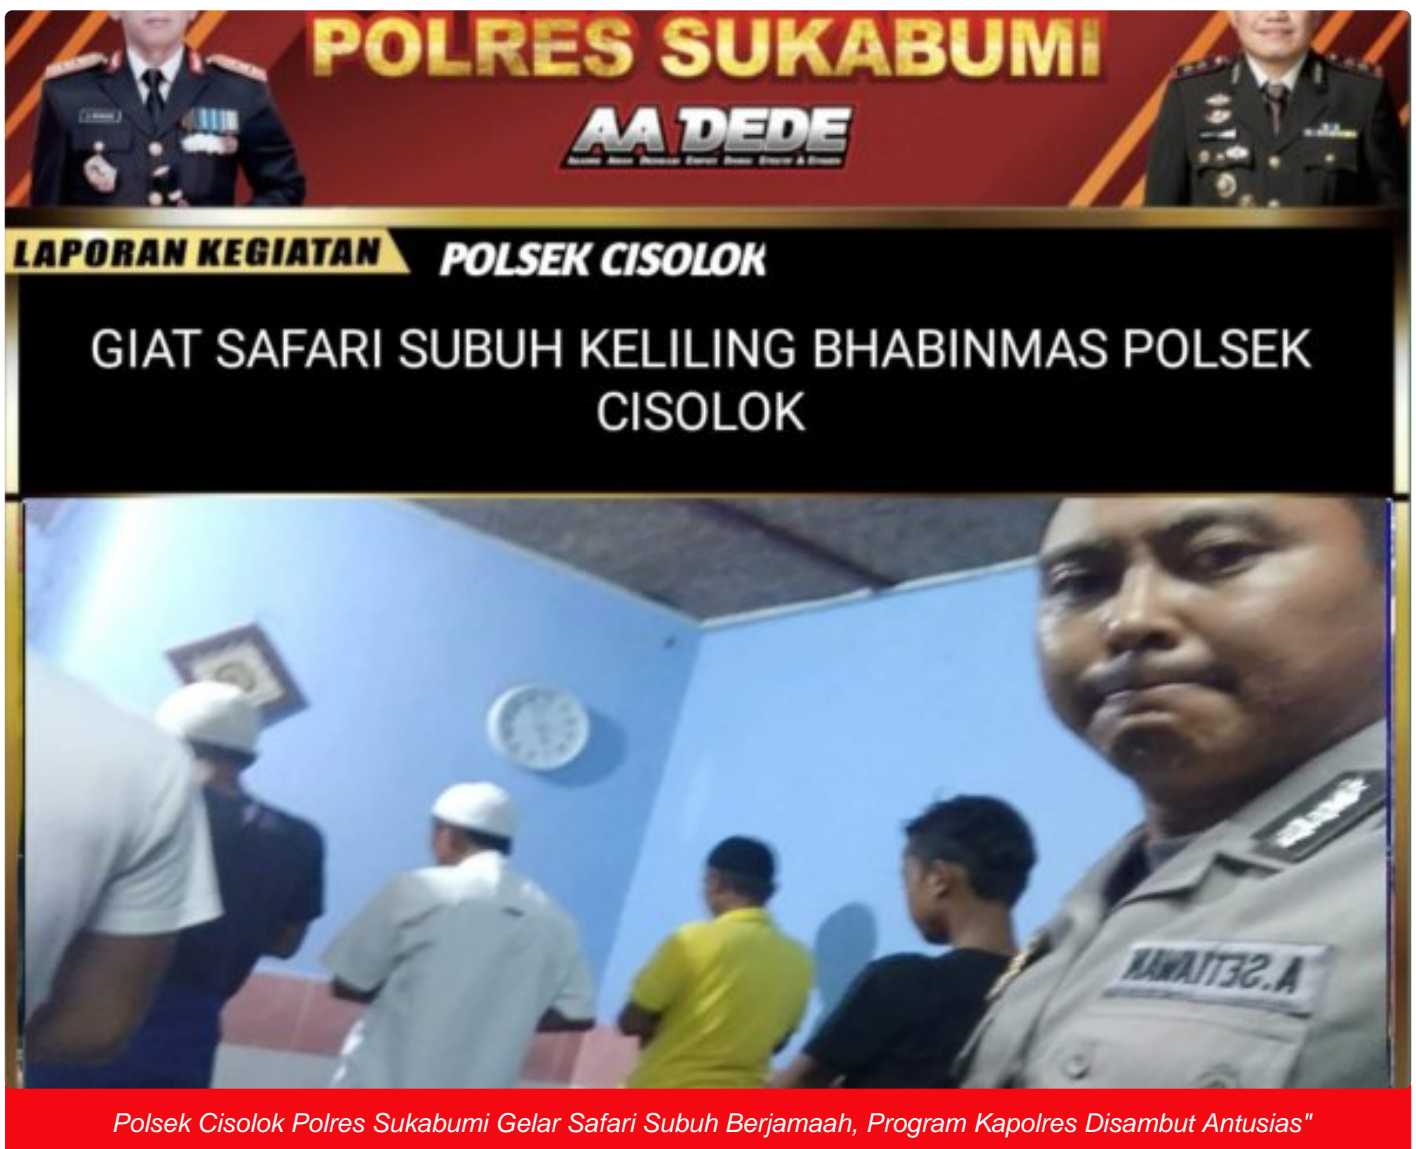 POLRES SUKABUMI
AA DEDE
LAPORAN KEGIATAN
POLSEK CISOLOK
GIAT SAFARI SUBUH KELILING BHABINMAS POLSEK
CISOLOK
A.SETIAWAN
Polsek Cisolok Polres Sukabumi Gelar Safari Subuh Berjamaah, Program Kapolres Disambut Antusias"